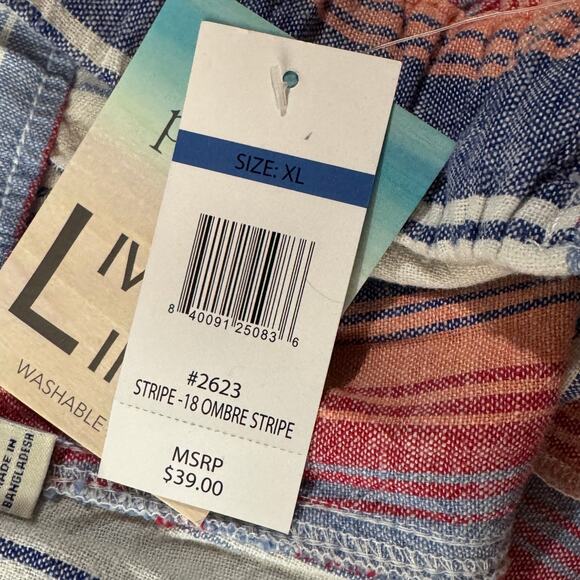 SIZE: XL
8 40091 25083 6
#2623
STRIPE -18 OMBRE STRIPE
MSRP
$39.00
WASHABLE
MADE IN
BANGLADESH